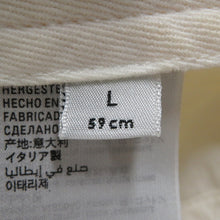 HERGESTE
HECHO EN
FABRICAD
СДЕЛАНО
产地:意大利
イタリア製
صنع في إيطاليا
이태리제
L
59 cm